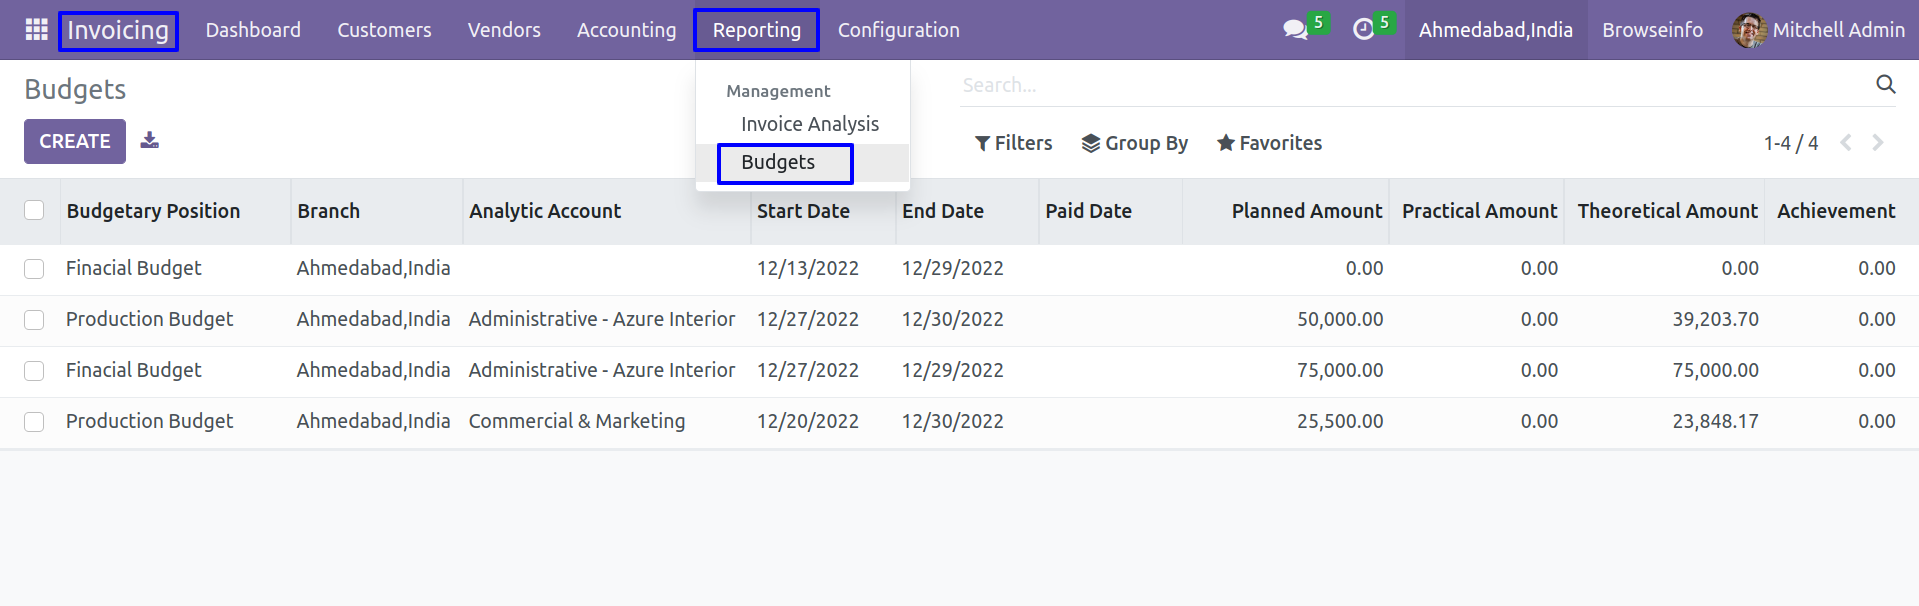 Invoicing Dashboard Customers Vendors Accounting Reporting Configuration 5 5 Ahmedabad,India Browseinfo Mitchell Admin
Budgets
Search...
Management
Invoice Analysis
Budgets
CREATE
Filters Group By Favorites 1-4 / 4
Budgetary Position Branch Analytic Account Start Date End Date Paid Date Planned Amount Practical Amount Theoretical Amount Achievement
Finacial Budget Ahmedabad,India 12/13/2022 12/29/2022 0.00 0.00 0.00 0.00
Production Budget Ahmedabad,India Administrative - Azure Interior 12/27/2022 12/30/2022 50,000.00 0.00 39,203.70 0.00
Finacial Budget Ahmedabad,India Administrative - Azure Interior 12/27/2022 12/29/2022 75,000.00 0.00 75,000.00 0.00
Production Budget Ahmedabad,India Commercial & Marketing 12/20/2022 12/30/2022 25,500.00 0.00 23,848.17 0.00